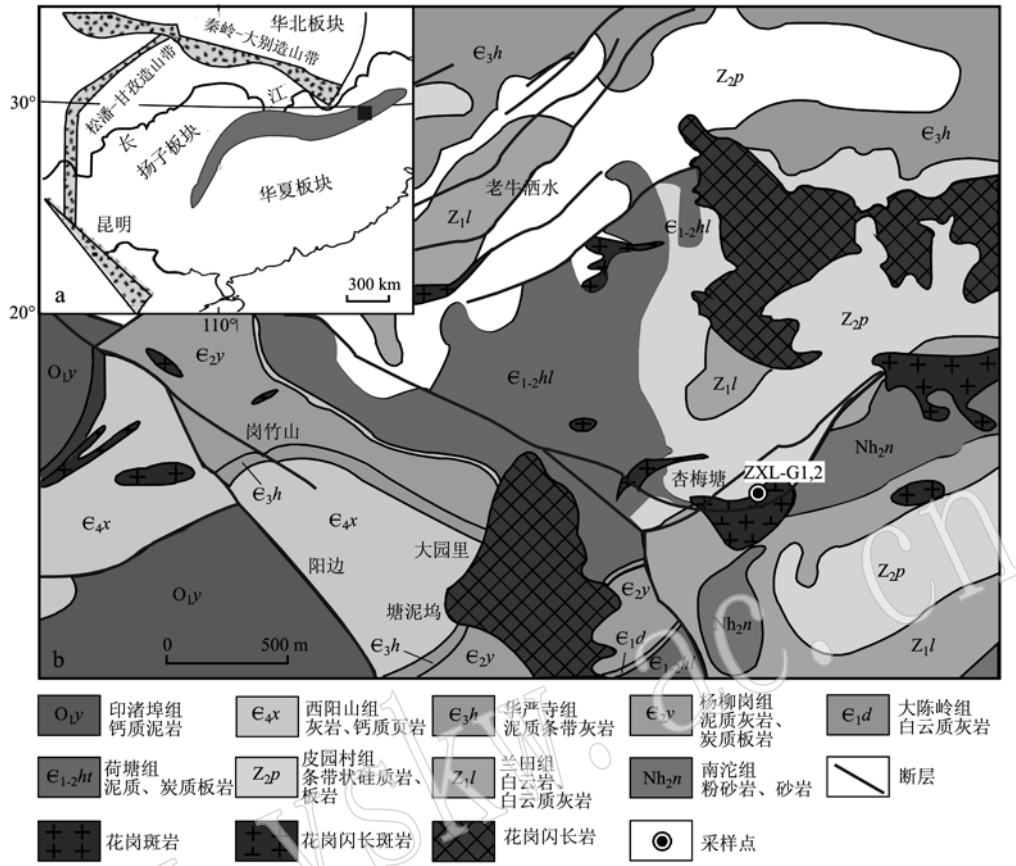 华北板块
秦岭-大别造山带
松潘-甘孜造山带
30°
长
江
扬子板块
华夏板块
昆明
a
300 km
20°
110°
Є3h
Z2p
Є3h
老牛洒水
Z1l
Є1-2hl
Z2p
Є2y
O1y
Є1-2hl
Z1l
岗竹山
Nh2n
杏梅塘
ZXL-G1,2
Є3h
Є4x
Є4x
大园里
阳边
Z2p
O1y
Є2y
塘泥坞
Nh2n
0
500 m
Є1d
Z1l
b
Є3h
Є2y
O1y
印渚埠组
钙质泥岩
Є4x
西阳山组
灰岩、钙质页岩
Є3h
华严寺组
泥质条带灰岩
Є2y
杨柳岗组
泥质灰岩、
炭质板岩
Є1d
大陈岭组
白云质灰岩
Є1-2ht
荷塘组
泥质、炭质板岩
Z2p
皮园村组
条带状硅质岩、
板岩
Z1l
兰田组
白云岩、
白云质灰岩
Nh2n
南沱组
粉砂岩、砂岩
断层
花岗斑岩
花岗闪长斑岩
花岗闪长岩
采样点